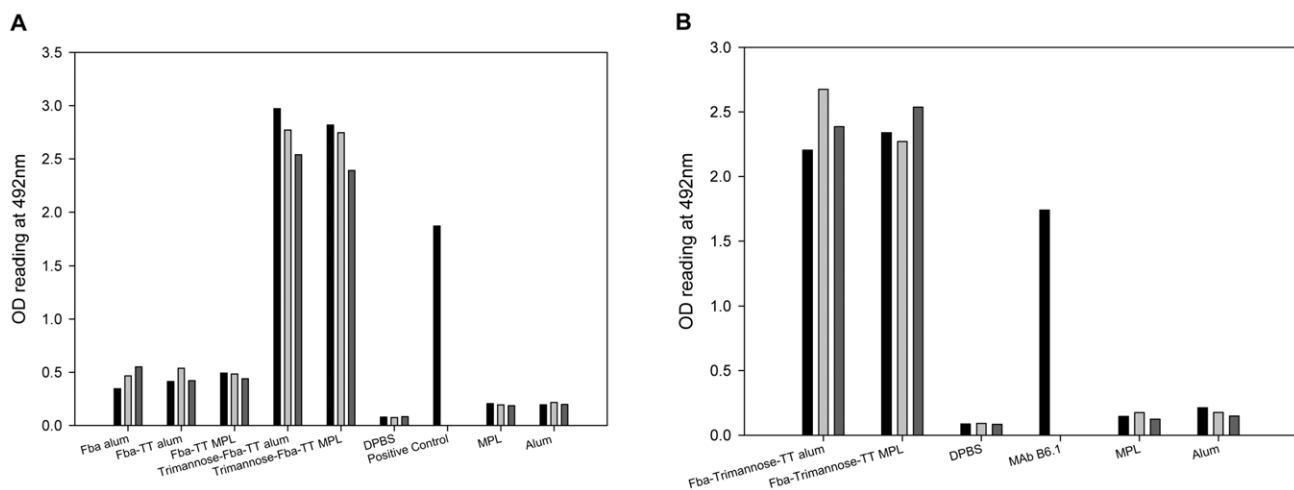 A
3.5
3.0
2.5
2.0
1.5
1.0
0.5
0.0
OD reading at 492nm
Fba alum
Fba-TT alum
Fba-TT MPL
Trimannose-Fba-TT alum
Trimannose-Fba-TT MPL
DPBS
Positive Control
MPL
Alum
B
3.0
2.5
2.0
1.5
1.0
0.5
0.0
OD reading at 492nm
Fba-Trimannose-TT alum
Fba-Trimannose-TT MPL
DPBS
MAb B6.1
MPL
Alum